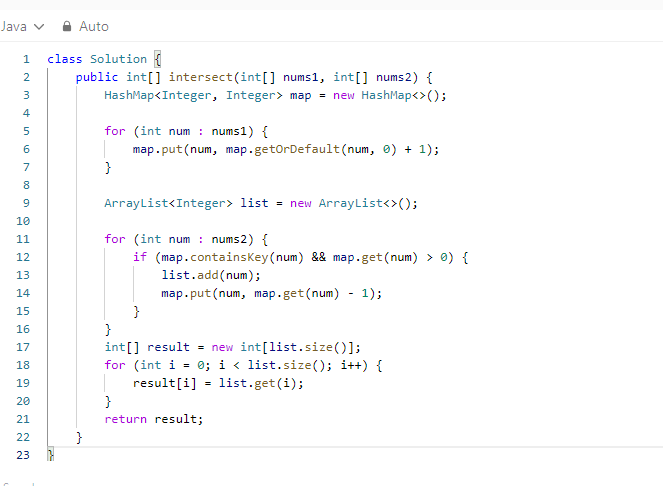 Java Auto
1 class Solution {
2 public int[] intersect(int[] nums1, int[] nums2) {
3 HashMap<Integer, Integer> map = new HashMap<>();
4
5 for (int num : nums1) {
6 map.put(num, map.getOrDefault(num, 0) + 1);
7 }
8
9 ArrayList<Integer> list = new ArrayList<>();
10
11 for (int num : nums2) {
12 if (map.containsKey(num) && map.get(num) > 0) {
13 list.add(num);
14 map.put(num, map.get(num) - 1);
15 }
16 }
17 int[] result = new int[list.size()];
18 for (int i = 0; i < list.size(); i++) {
19 result[i] = list.get(i);
20 }
21 return result;
22 }
23 }